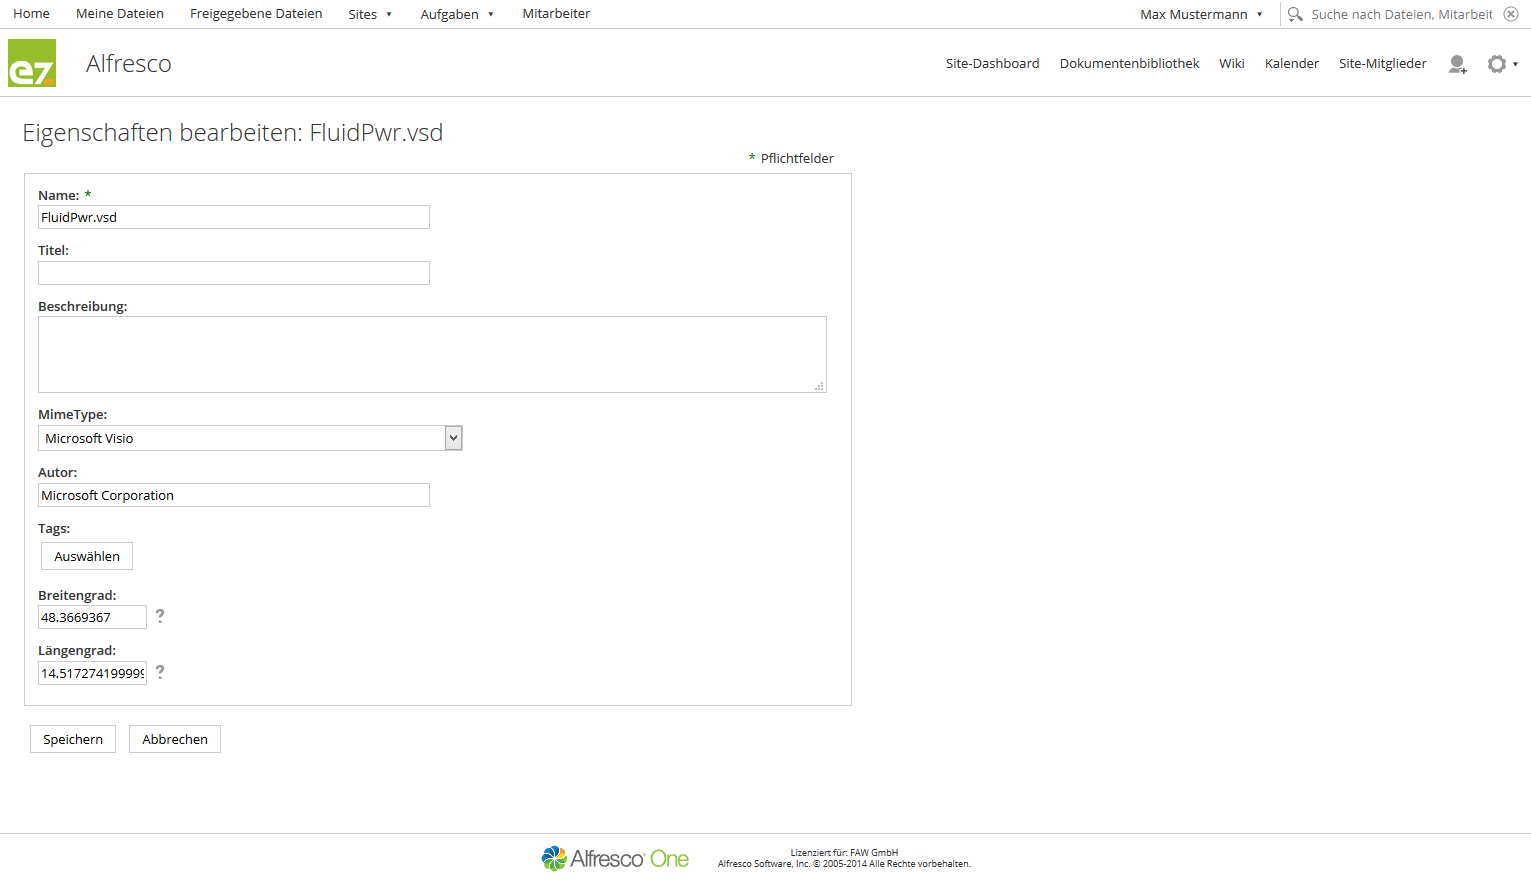 Home Meine Dateien Freigegebene Dateien Sites Aufgaben Mitarbeiter Max Mustermann Suche nach Dateien, Mitarbeit
ez Alfresco Site-Dashboard Dokumentenbibliothek Wiki Kalender Site-Mitglieder
Eigenschaften bearbeiten: FluidPwr.vsd
* Pflichtfelder
Name: *
FluidPwr.vsd
Titel:
Beschreibung:
MimeType:
Microsoft Visio
Autor:
Microsoft Corporation
Tags:
Auswählen
Breitengrad:
48.3669367 ?
Längengrad:
14.517274199999 ?
Speichern Abbrechen
Alfresco One
Lizenziert für: FAW GmbH
Alfresco Software, Inc. © 2005-2014 Alle Rechte vorbehalten.